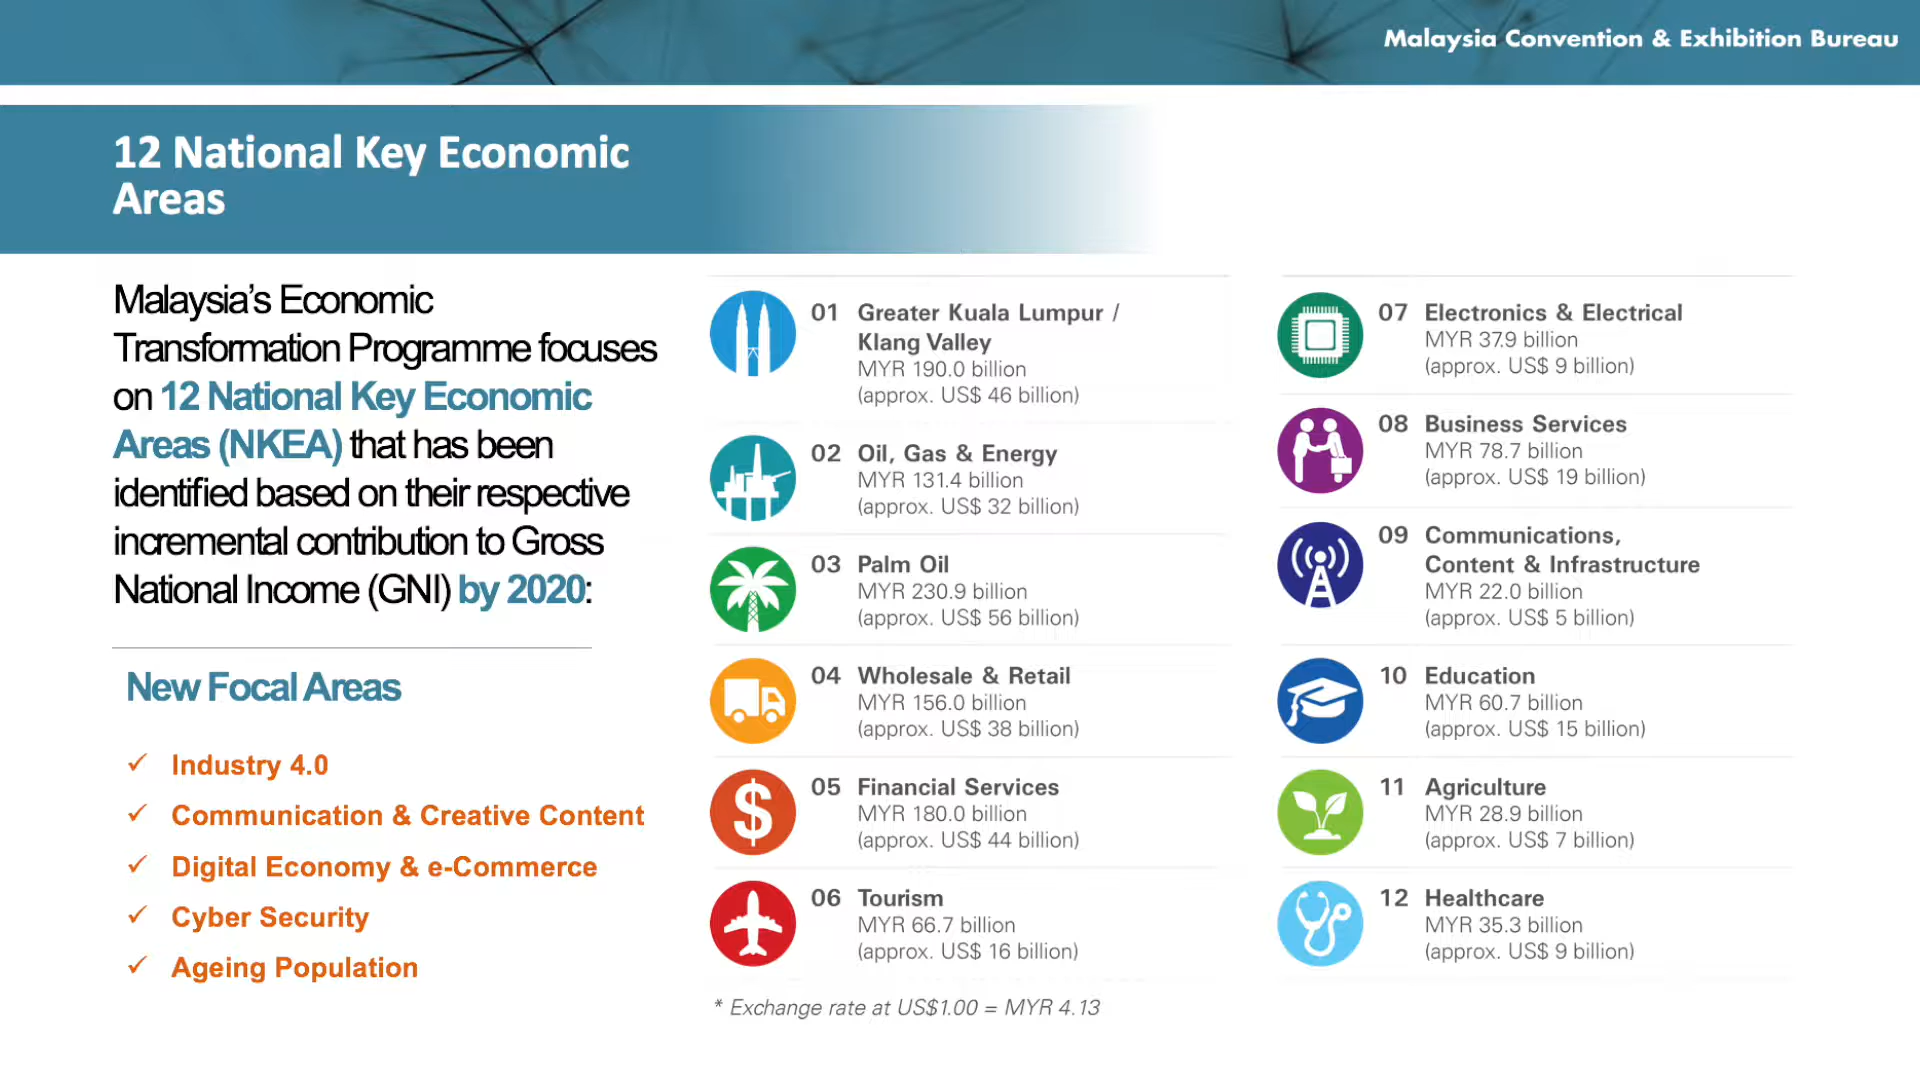 Malaysia Convention & Exhibition Bureau
12 National Key Economic
Areas
Malaysia's Economic
Transformation Programme focuses
on 12 National Key Economic
Areas (NKEA) that has been
identified based on their respective
incremental contribution to Gross
National Income (GNI) by 2020:
New Focal Areas
✓ Industry 4.0
✓ Communication & Creative Content
✓ Digital Economy & e-Commerce
✓ Cyber Security
✓ Ageing Population
01 Greater Kuala Lumpur /
Klang Valley
MYR 190.0 billion
(approx. US$ 46 billion)
02 Oil, Gas & Energy
MYR 131.4 billion
(approx. US$ 32 billion)
03 Palm Oil
MYR 230.9 billion
(approx. US$ 56 billion)
04 Wholesale & Retail
MYR 156.0 billion
(approx. US$ 38 billion)
05 Financial Services
MYR 180.0 billion
(approx. US$ 44 billion)
06 Tourism
MYR 66.7 billion
(approx. US$ 16 billion)
07 Electronics & Electrical
MYR 37.9 billion
(approx. US$ 9 billion)
08 Business Services
MYR 78.7 billion
(approx. US$ 19 billion)
09 Communications,
Content & Infrastructure
MYR 22.0 billion
(approx. US$ 5 billion)
10 Education
MYR 60.7 billion
(approx. US$ 15 billion)
11 Agriculture
MYR 28.9 billion
(approx. US$ 7 billion)
12 Healthcare
MYR 35.3 billion
(approx. US$ 9 billion)
* Exchange rate at US$1.00 = MYR 4.13